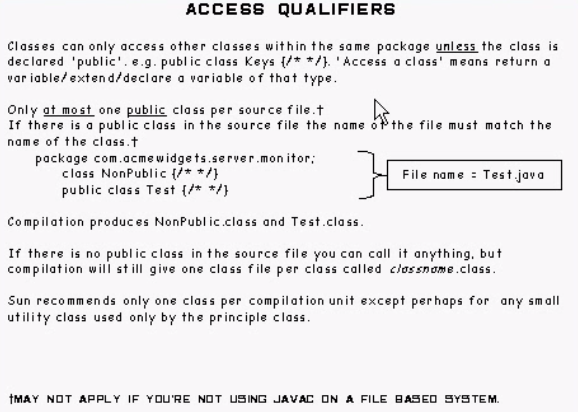 ACCESS QUALIFIERS
Classes can only access other classes within the same package unless the class is
declared 'public'. e.g. public class Keys {/* */}. 'Access a class' means return a
variable/extend/declare a variable of that type.
Only at most one public class per source file.†
If there is a public class in the source file the name of the file must match the
name of the class.†
package com.acmewidgets.server.monitor;
class NonPublic {/* */}
public class Test {/* */}
File name = Test.java
Compilation produces NonPublic.class and Test.class.
If there is no public class in the source file you can call it anything, but
compilation will still give one class file per class called classname.class.
Sun recommends only one class per compilation unit except perhaps for any small
utility class used only by the principle class.
†MAY NOT APPLY IF YOU'RE NOT USING JAVAC ON A FILE BASED SYSTEM.